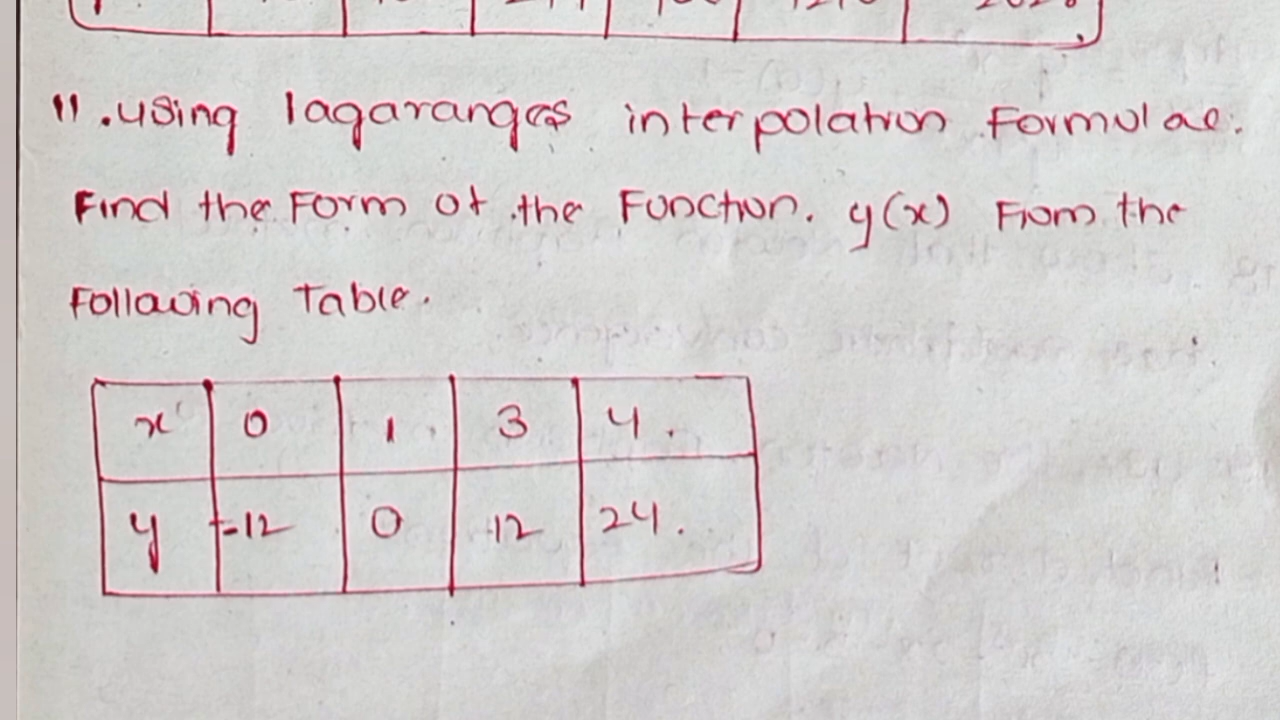 11. using lagaranges interpolation Formulae.
Find the Form of the Function. y(x) From the
Following Table.
x 0 1 3 4.
y -12 0 12 24.